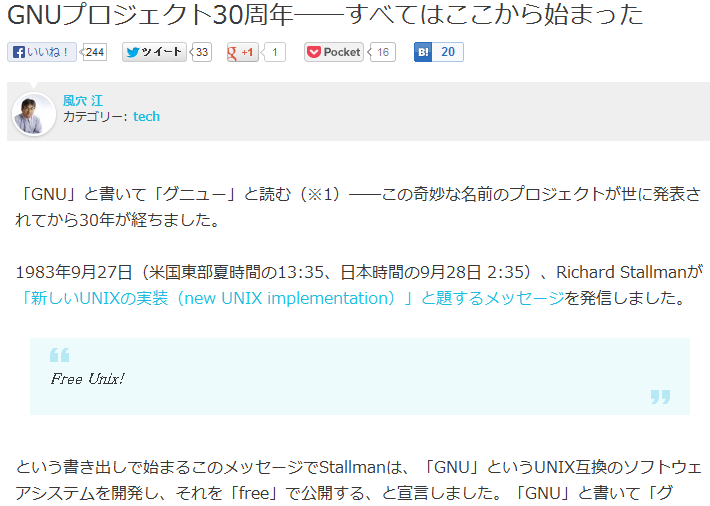 GNUプロジェクト30周年――すべてはここから始まった
いいね！ 244 ツイート 33 +1 1 Pocket 16 B! 20
風穴 江
カテゴリー: tech
「GNU」と書いて「グニュー」と読む（※1）――この奇妙な名前のプロジェクトが世に発表さ
れてから30年が経ちました。
1983年9月27日（米国東部夏時間の13:35、日本時間の9月28日 2:35）、Richard Stallmanが
「新しいUNIXの実装（new UNIX implementation）」と題するメッセージを発信しました。
Free Unix!
という書き出しで始まるこのメッセージでStallmanは、「GNU」というUNIX互換のソフトウェ
アシステムを開発し、それを「free」で公開する、と宣言しました。「GNU」と書いて「グ